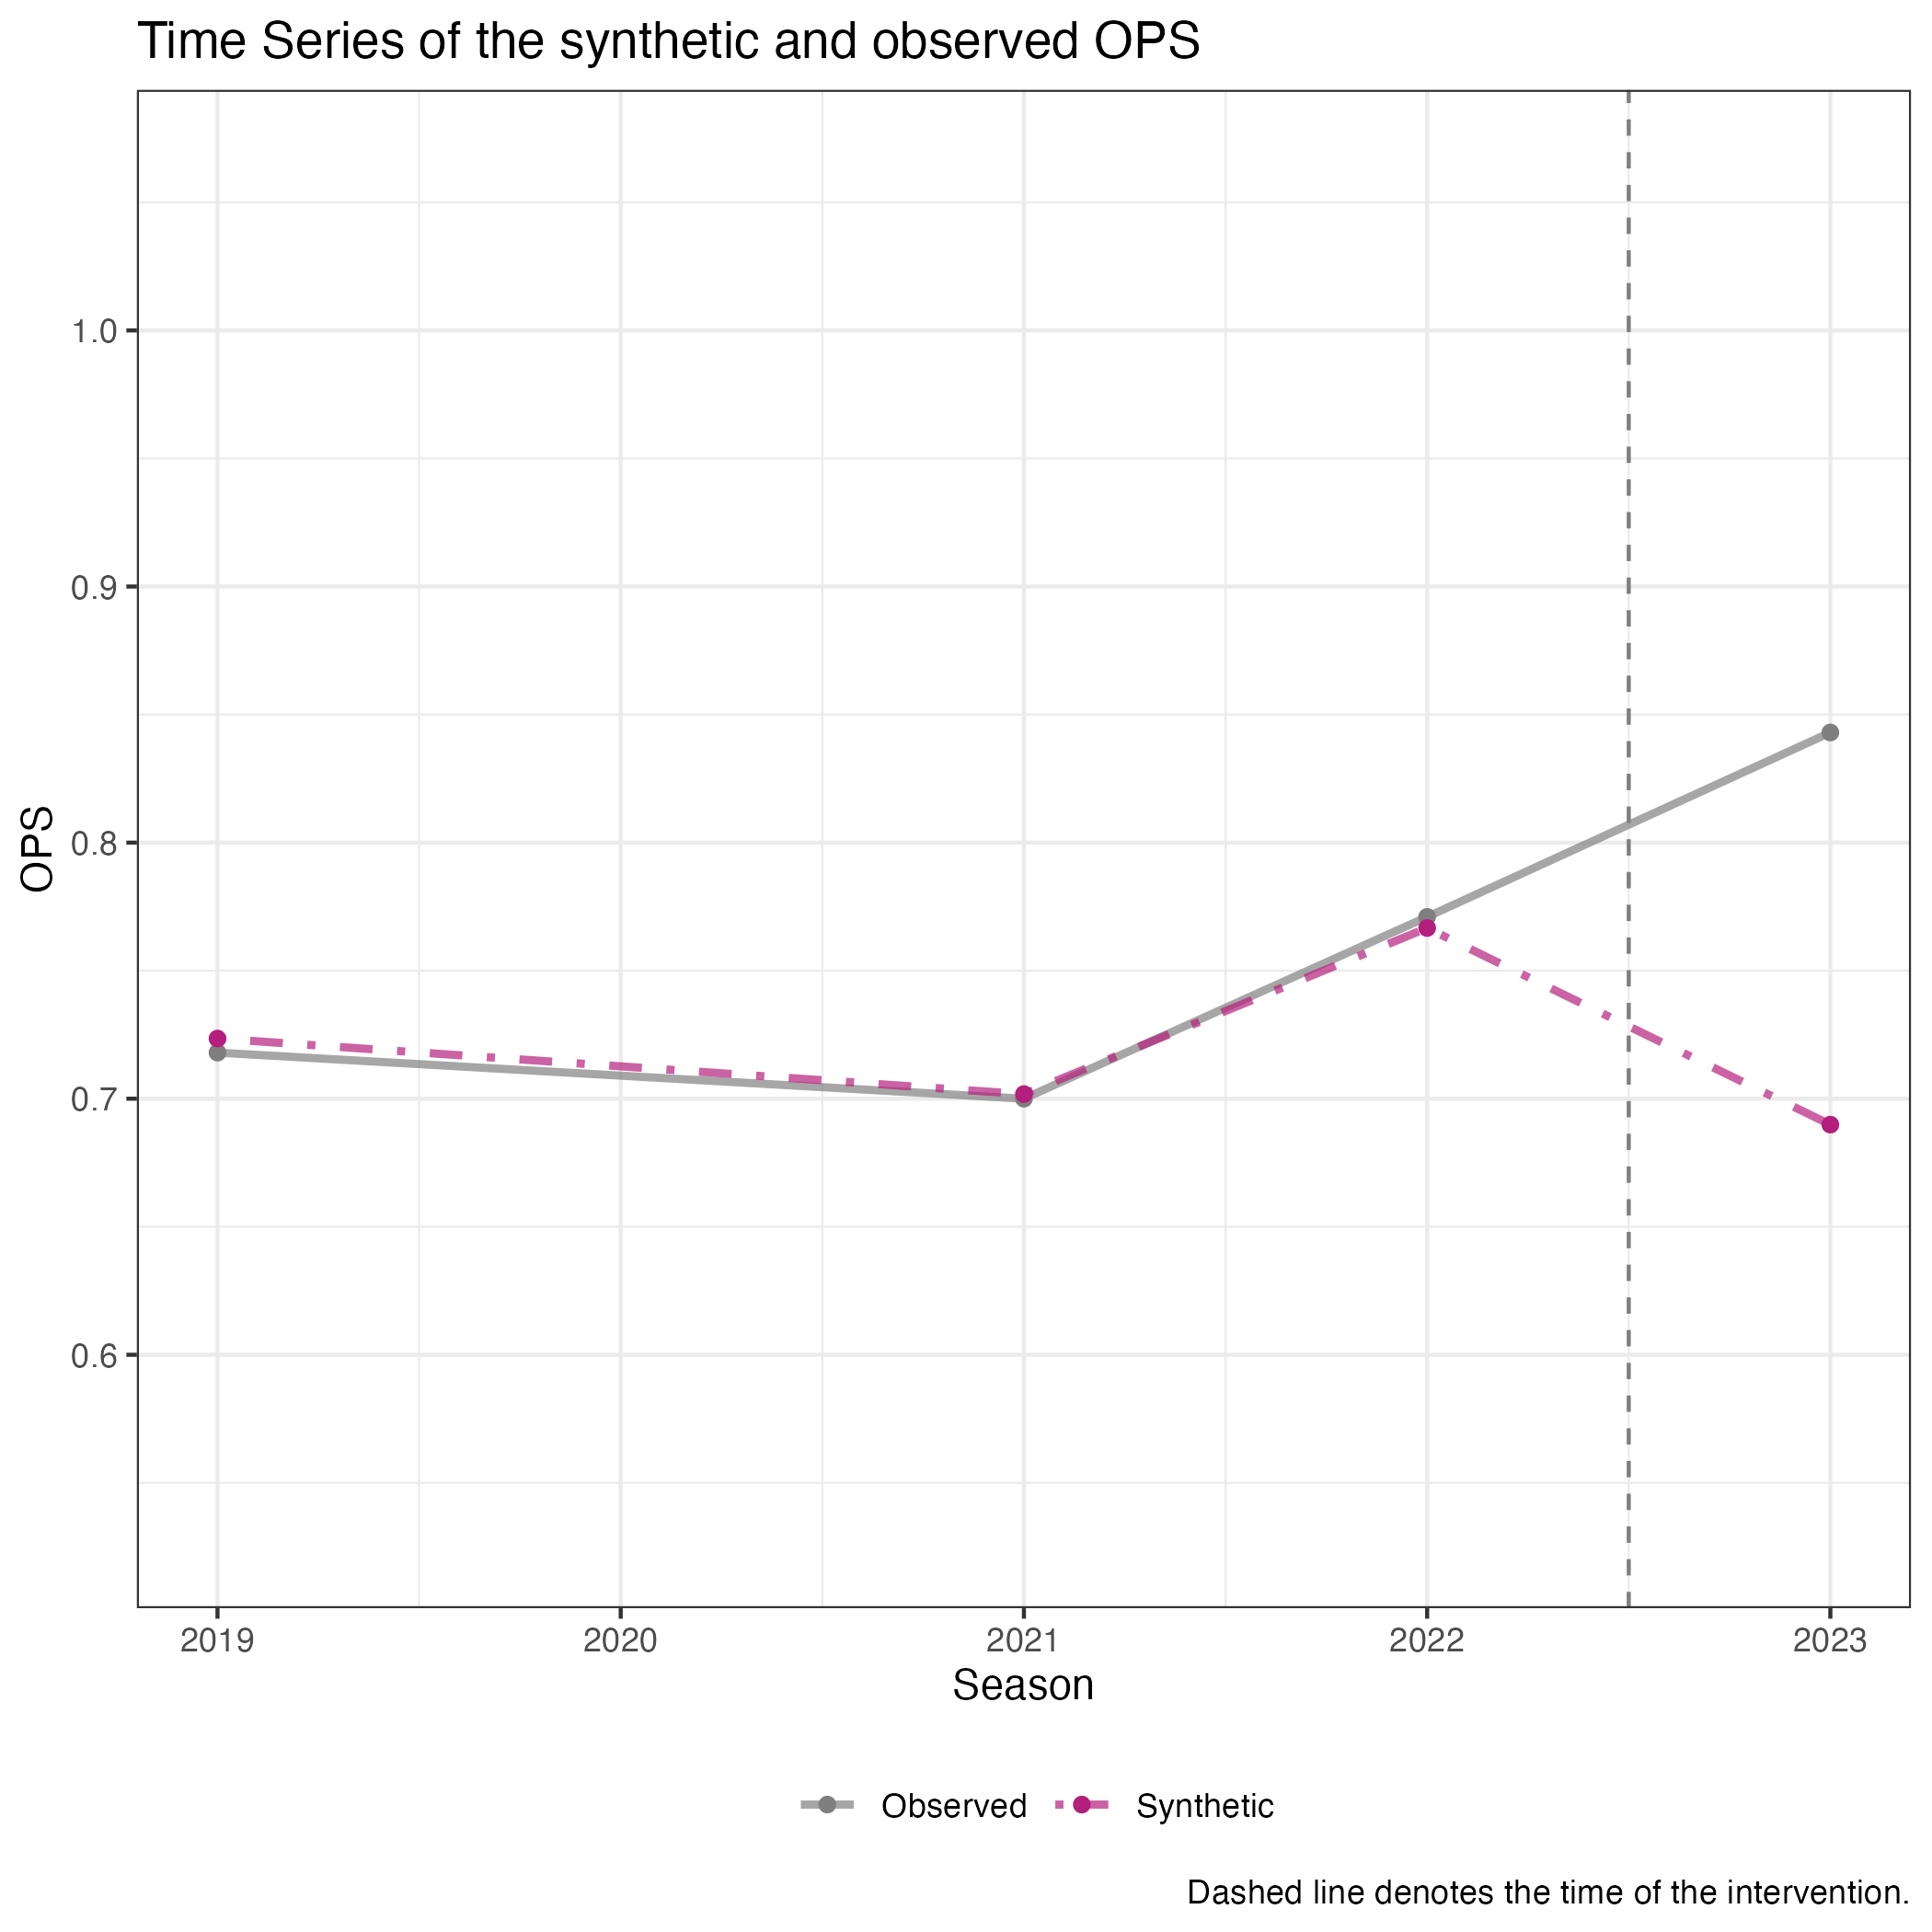 Time Series of the synthetic and observed OPS
1.0
0.9
0.8
0.7
0.6
OPS
2019 2020 2021 2022 2023
Season
Observed Synthetic
Dashed line denotes the time of the intervention.